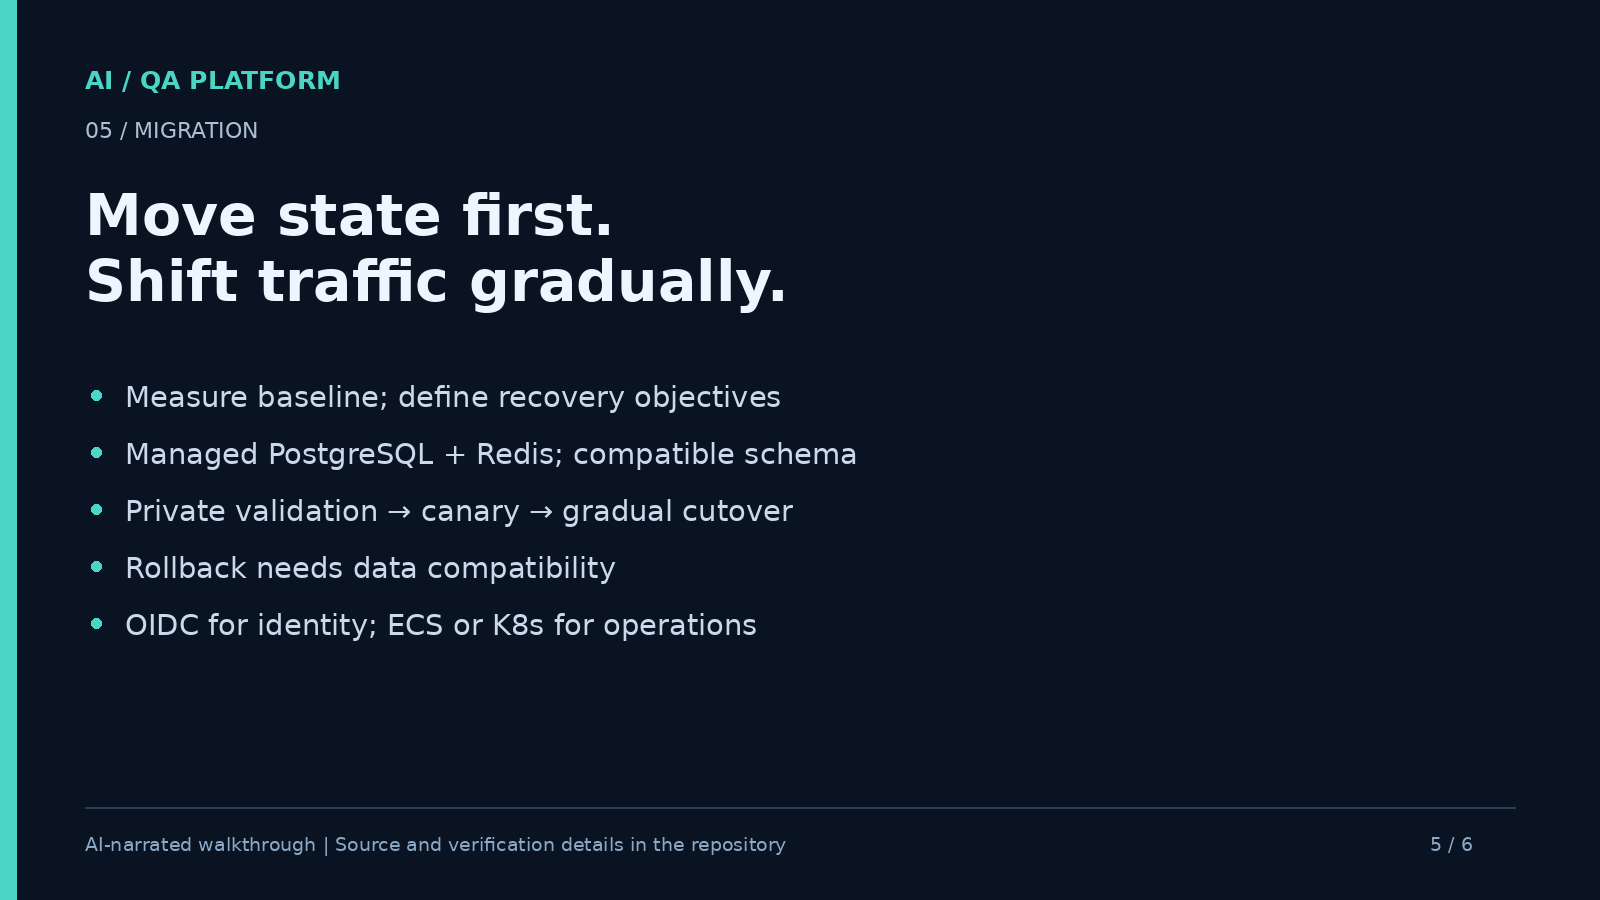 AI / QA PLATFORM
05 / MIGRATION
Move state first.
Shift traffic gradually.
• Measure baseline; define recovery objectives
• Managed PostgreSQL + Redis; compatible schema
• Private validation → canary → gradual cutover
• Rollback needs data compatibility
• OIDC for identity; ECS or K8s for operations
AI-narrated walkthrough | Source and verification details in the repository
5 / 6